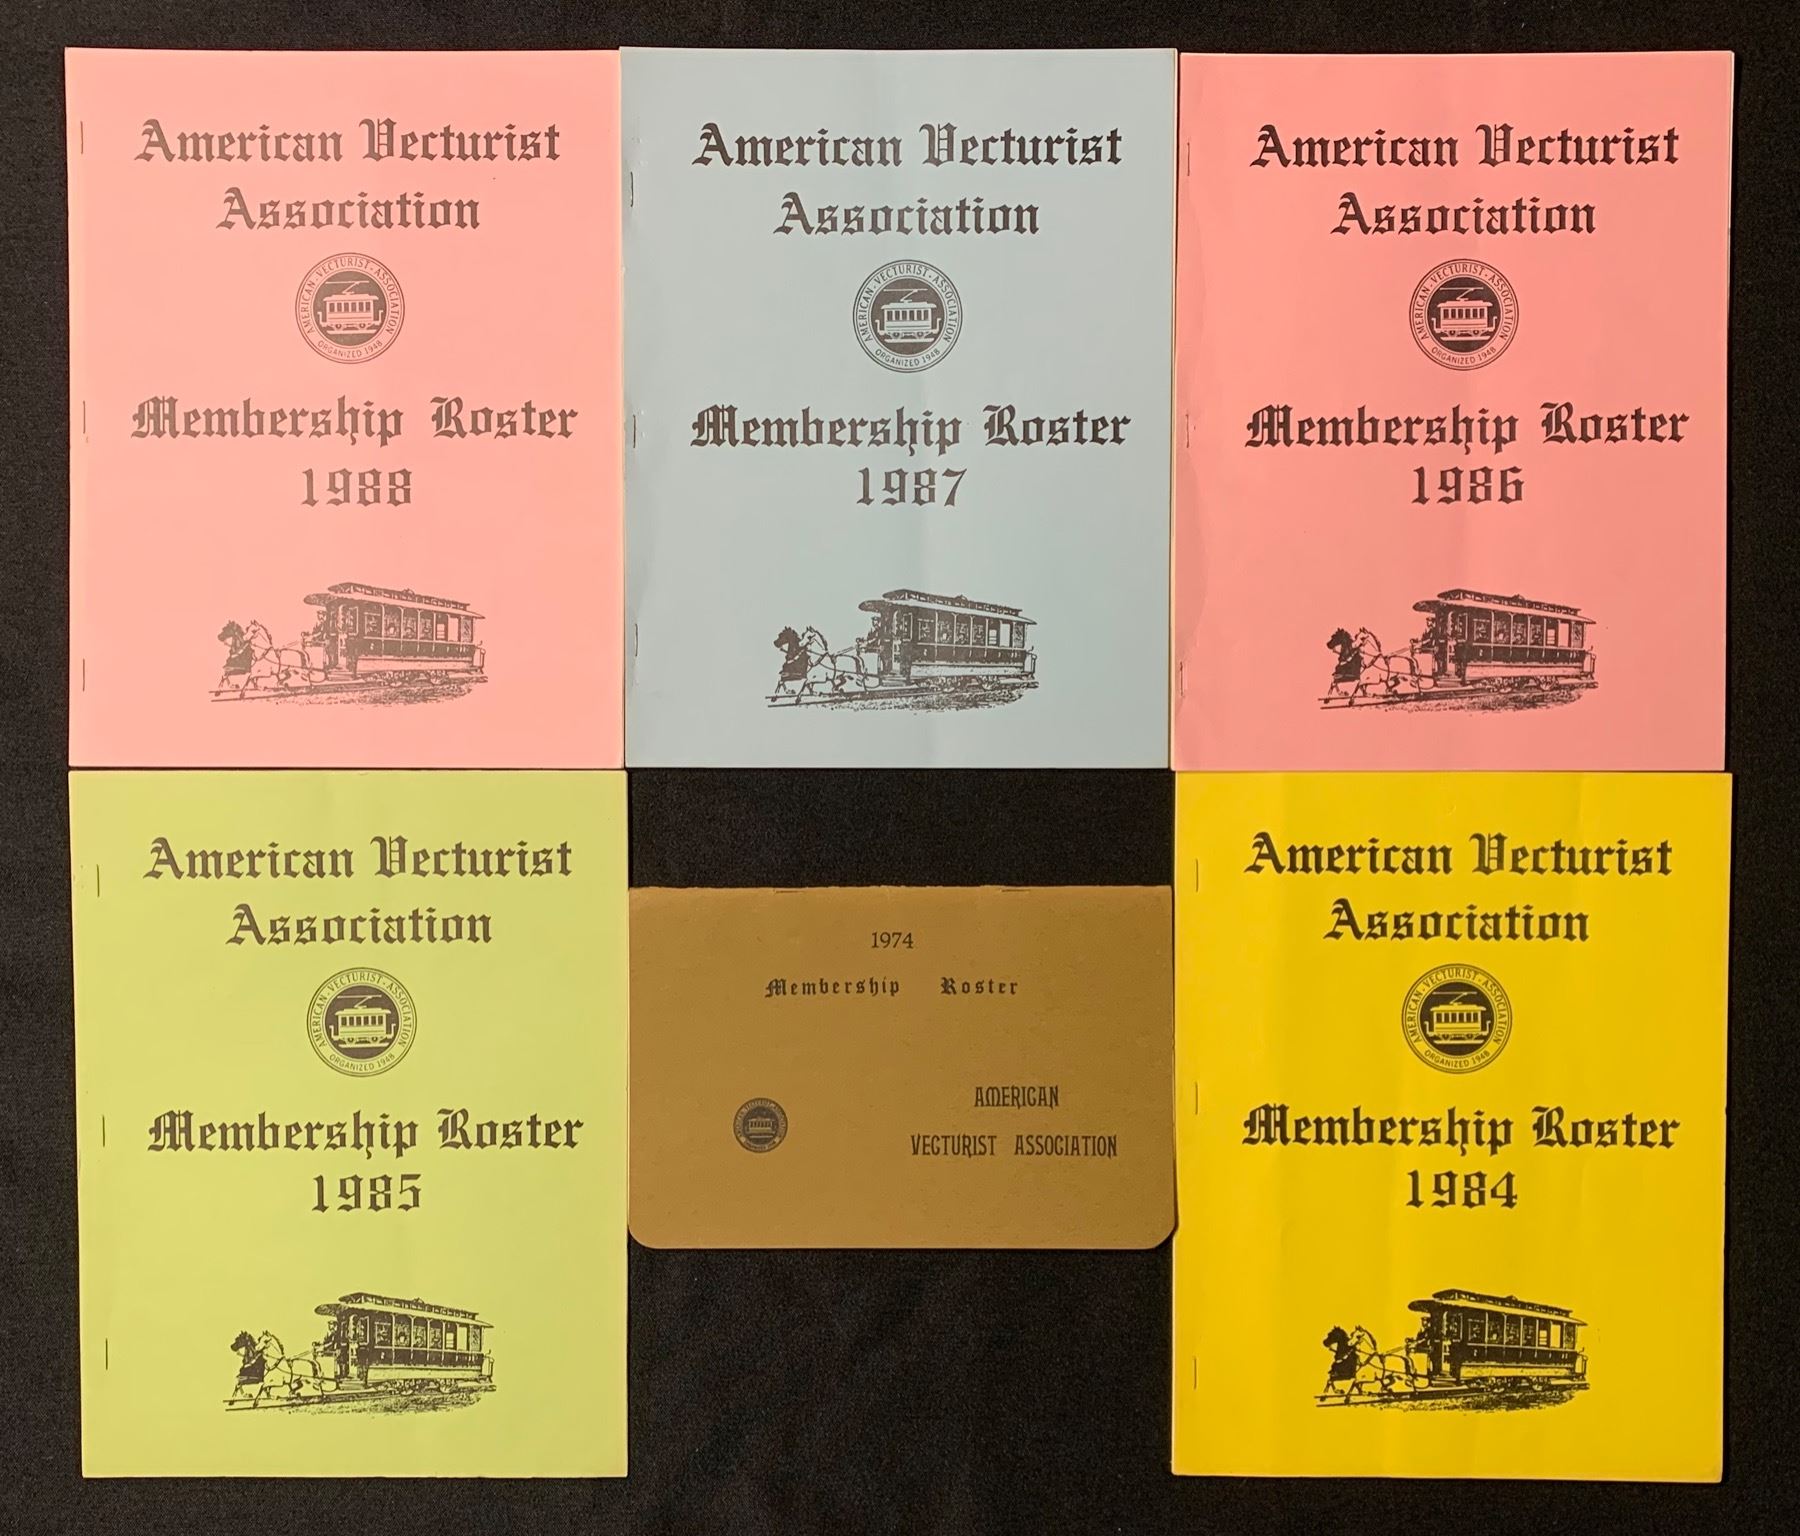 American Vecturist
Association
AMERICAN · VECTURIST · ASSOCIATION
ORGANIZED 1948
Membership Roster
1988
American Vecturist
Association
AMERICAN · VECTURIST · ASSOCIATION
ORGANIZED 1948
Membership Roster
1987
American Vecturist
Association
AMERICAN · VECTURIST · ASSOCIATION
ORGANIZED 1948
Membership Roster
1986
American Vecturist
Association
AMERICAN · VECTURIST · ASSOCIATION
ORGANIZED 1948
Membership Roster
1985
1974
Membership Roster
AMERICAN
VECTURIST ASSOCIATION
American Vecturist
Association
AMERICAN · VECTURIST · ASSOCIATION
ORGANIZED 1948
Membership Roster
1984